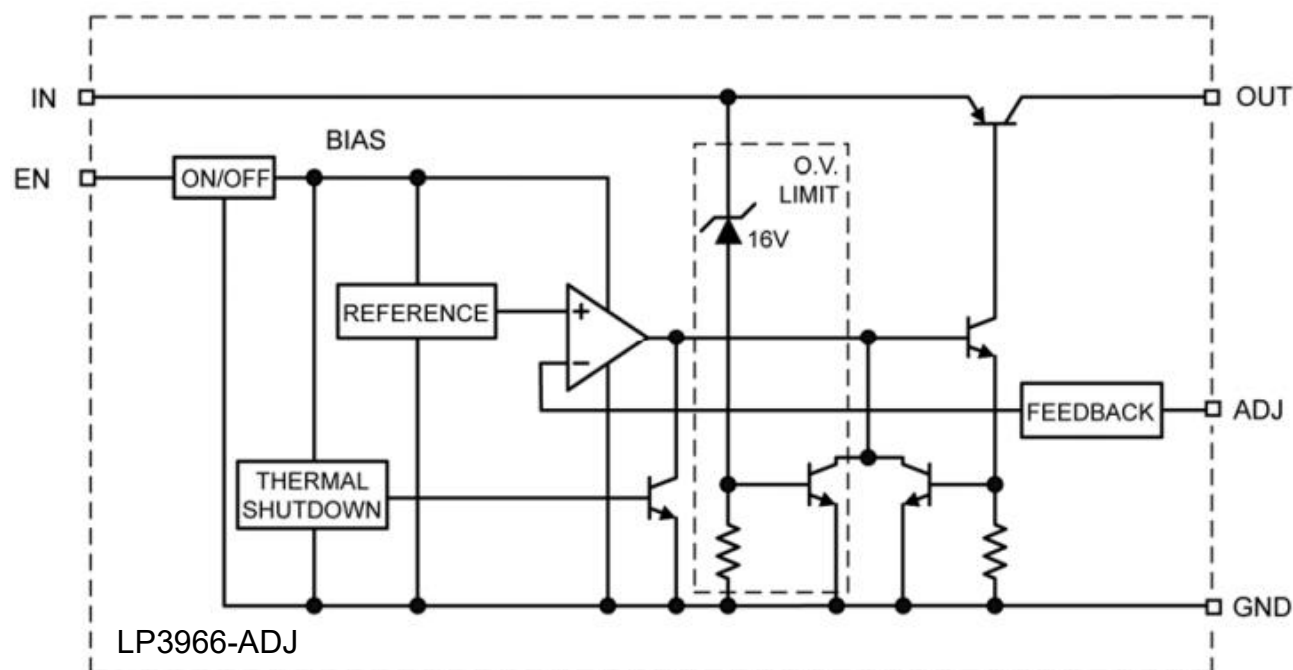 IN
OUT
BIAS
EN
ON/OFF
O.V.
LIMIT
16V
REFERENCE
+
−
FEEDBACK
ADJ
THERMAL
SHUTDOWN
GND
LP3966-ADJ